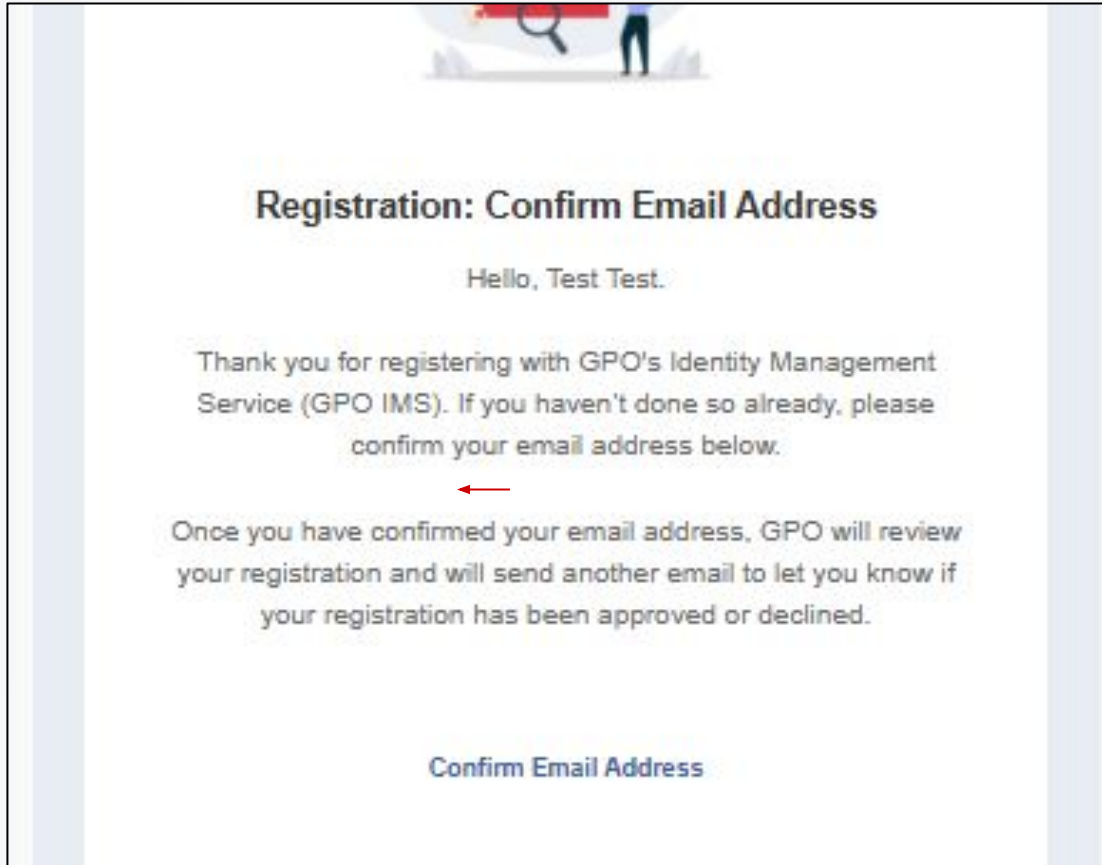 Registration: Confirm Email Address
Hello, Test Test.
Thank you for registering with GPO's Identity Management
Service (GPO IMS). If you haven't done so already, please
confirm your email address below.
Once you have confirmed your email address, GPO will review
your registration and will send another email to let you know if
your registration has been approved or declined.
Confirm Email Address